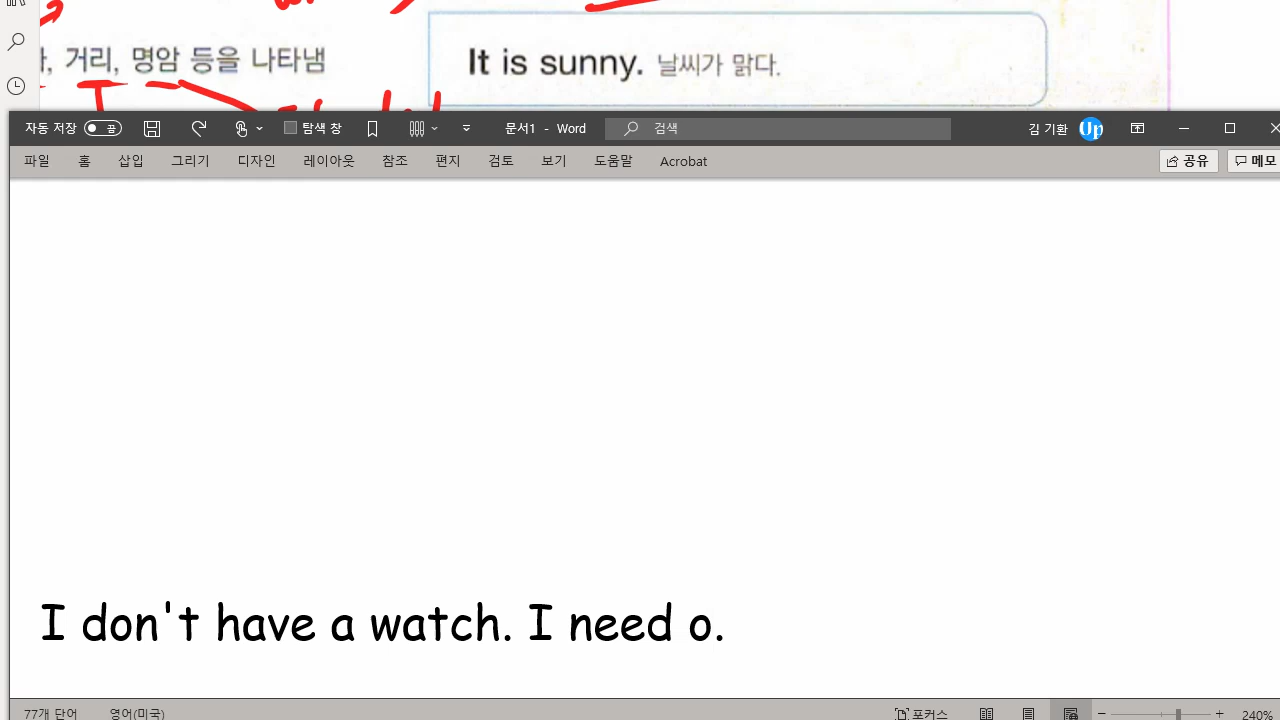 , 거리, 명암 등을 나타냄
It is sunny. 날씨가 맑다.
자동 저장 끔 탐색 창 문서1 - Word 검색 김 기환 Up
파일 홈 삽입 그리기 디자인 레이아웃 참조 편지 검토 보기 도움말 Acrobat 공유 메모
I don't have a watch. I need o.
77개 단어 영어(미국) 포커스 240%